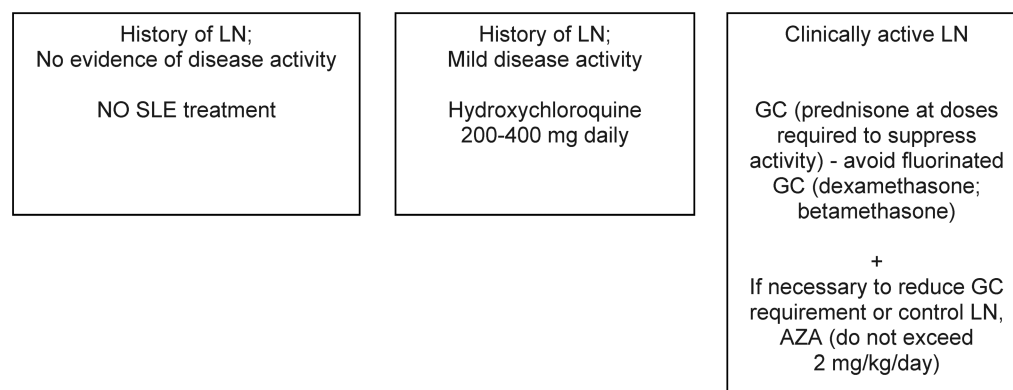 History of LN;
No evidence of disease activity
NO SLE treatment
History of LN;
Mild disease activity
Hydroxychloroquine
200-400 mg daily
Clinically active LN
GC (prednisone at doses
required to suppress
activity) - avoid fluorinated
GC (dexamethasone;
betamethasone)
+
If necessary to reduce GC
requirement or control LN,
AZA (do not exceed
2 mg/kg/day)